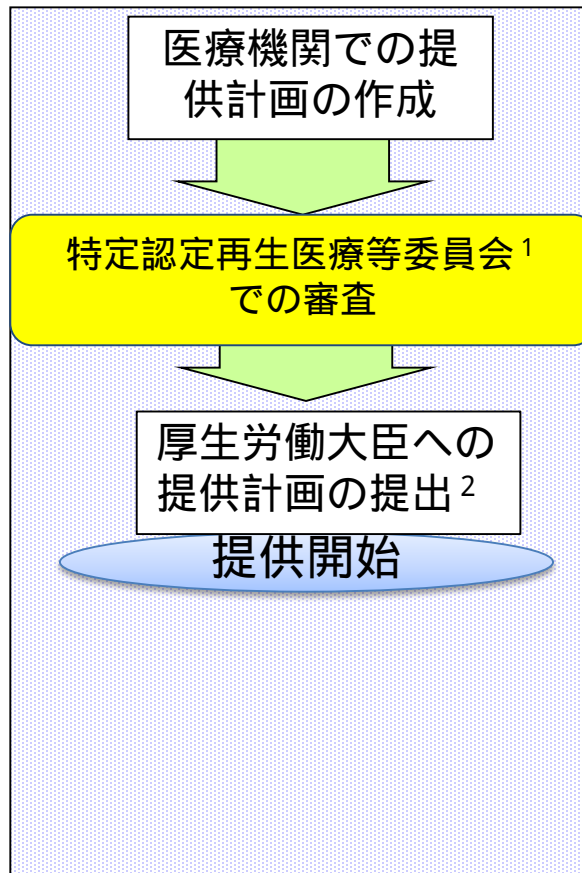 医療機関での提
供計画の作成
特定認定再生医療等委員会1
での審査
厚生労働大臣への
提供計画の提出2
提供開始